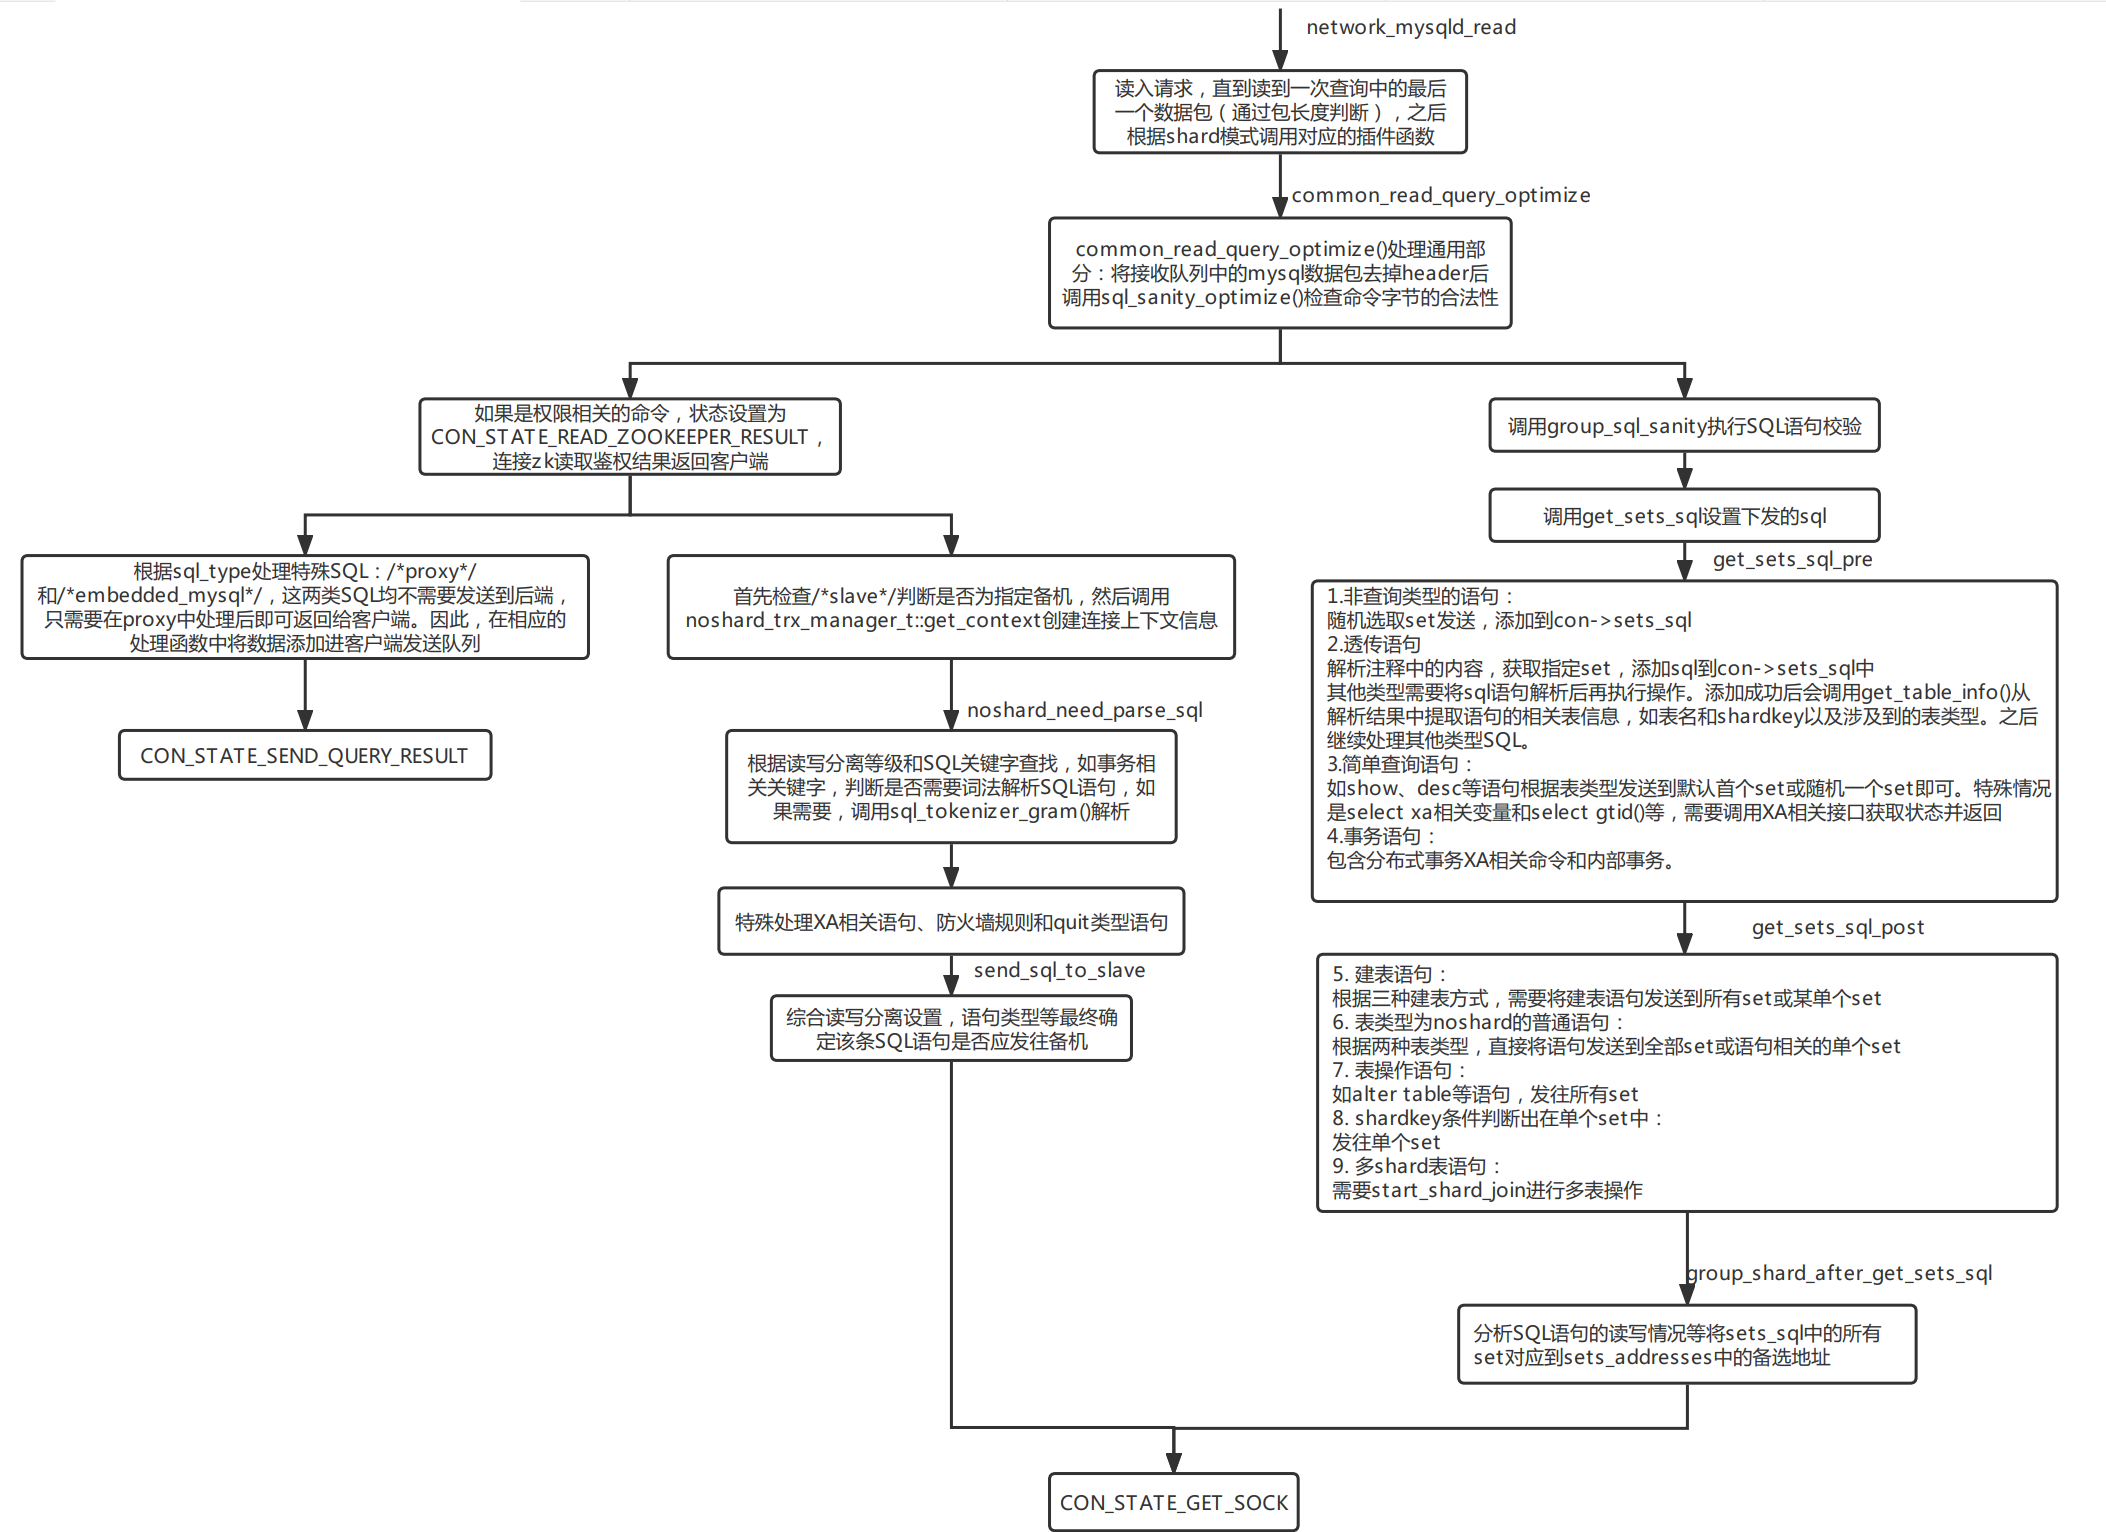 network_mysqld_read
读入请求，直到读到一次查询中的最后
一个数据包（通过包长度判断），之后
根据shard模式调用对应的插件函数
common_read_query_optimize
common_read_query_optimize()处理通用部
分：将接收队列中的mysql数据包去掉header后
调用sql_sanity_optimize()检查命令字节的合法性
如果是权限相关的命令，状态设置为
CON_STATE_READ_ZOOKEEPER_RESULT，
连接zk读取鉴权结果返回客户端
根据sql_type处理特殊SQL：/*proxy*/
和/*embedded_mysql*/，这两类SQL均不需要发送到后端，
只需要在proxy中处理后即可返回给客户端。因此，在相应的
处理函数中将数据添加进客户端发送队列
CON_STATE_SEND_QUERY_RESULT
首先检查/*slave*/判断是否为指定备机，然后调用
noshard_trx_manager_t::get_context创建连接上下文信息
noshard_need_parse_sql
根据读写分离等级和SQL关键字查找，如事务相
关关键字，判断是否需要词法解析SQL语句，如
果需要，调用sql_tokenizer_gram()解析
特殊处理XA相关语句、防火墙规则和quit类型语句
send_sql_to_slave
综合读写分离设置，语句类型等最终确
定该条SQL语句是否应发往备机
调用group_sql_sanity执行SQL语句校验
调用get_sets_sql设置下发的sql
get_sets_sql_pre
1.非查询类型的语句：
随机选取set发送，添加到con->sets_sql
2.透传语句
解析注释中的内容，获取指定set，添加sql到con->sets_sql中
其他类型需要将sql语句解析后再执行操作。添加成功后会调用get_table_info()从
解析结果中提取语句的相关表信息，如表名和shardkey以及涉及到的表类型。之后
继续处理其他类型SQL。
3.简单查询语句：
如show、desc等语句根据表类型发送到默认首个set或随机一个set即可。特殊情况
是select xa相关变量和select gtid()等，需要调用XA相关接口获取状态并返回
4.事务语句：
包含分布式事务XA相关命令和内部事务。
get_sets_sql_post
5. 建表语句：
根据三种建表方式，需要将建表语句发送到所有set或某单个set
6. 表类型为noshard的普通语句：
根据两种表类型，直接将语句发送到全部set或语句相关的单个set
7. 表操作语句：
如alter table等语句，发往所有set
8. shardkey条件判断出在单个set中：
发往单个set
9. 多shard表语句：
需要start_shard_join进行多表操作
group_shard_after_get_sets_sql
分析SQL语句的读写情况等将sets_sql中的所有
set对应到sets_addresses中的备选地址
CON_STATE_GET_SOCK